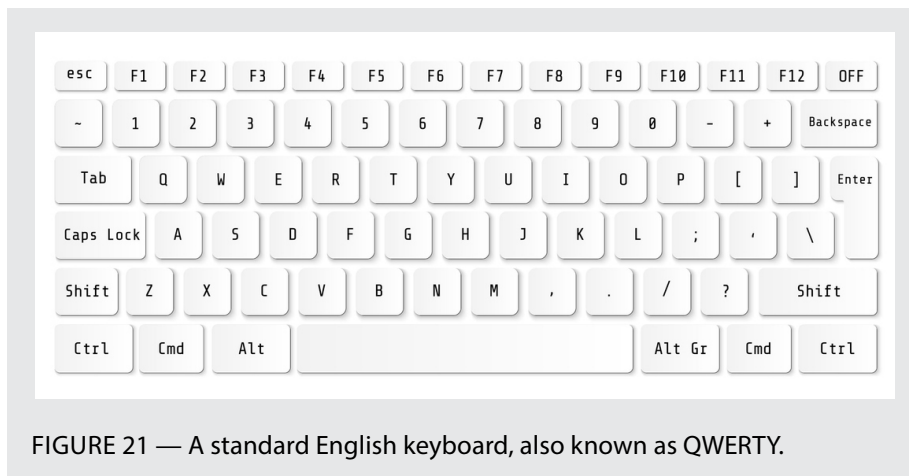 esc F1 F2 F3 F4 F5 F6 F7 F8 F9 F10 F11 F12 OFF
~ 1 2 3 4 5 6 7 8 9 0 - + Backspace
Tab Q W E R T Y U I O P [ ] Enter
Caps Lock A S D F G H J K L ; ' \
Shift Z X C V B N M , . / ? Shift
Ctrl Cmd Alt Alt Gr Cmd Ctrl
FIGURE 21 — A standard English keyboard, also known as QWERTY.